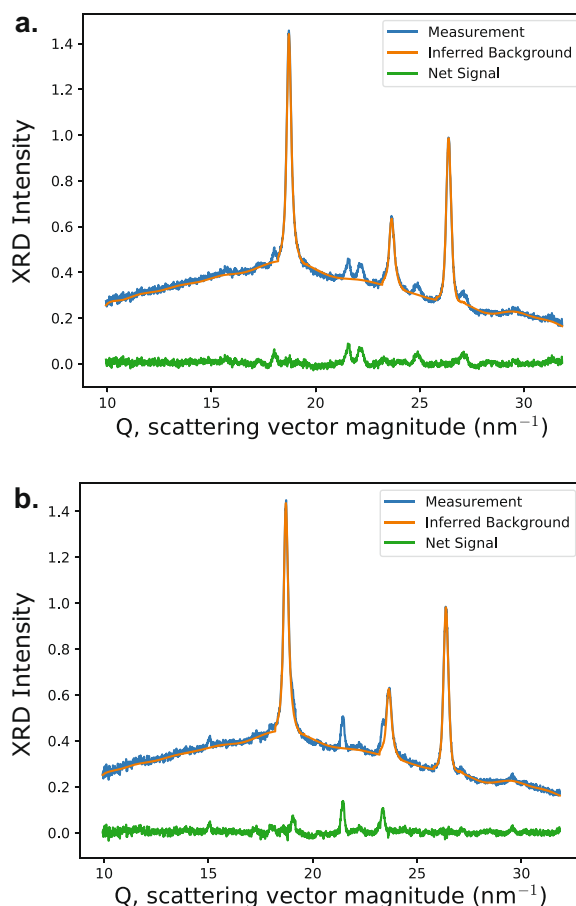 a.
Measurement
Inferred Background
Net Signal
1.4
1.2
1.0
0.8
0.6
0.4
0.2
0.0
XRD Intensity
10
15
20
25
30
Q, scattering vector magnitude (nm⁻¹)
b.
Measurement
Inferred Background
Net Signal
1.4
1.2
1.0
0.8
0.6
0.4
0.2
0.0
XRD Intensity
10
15
20
25
30
Q, scattering vector magnitude (nm⁻¹)